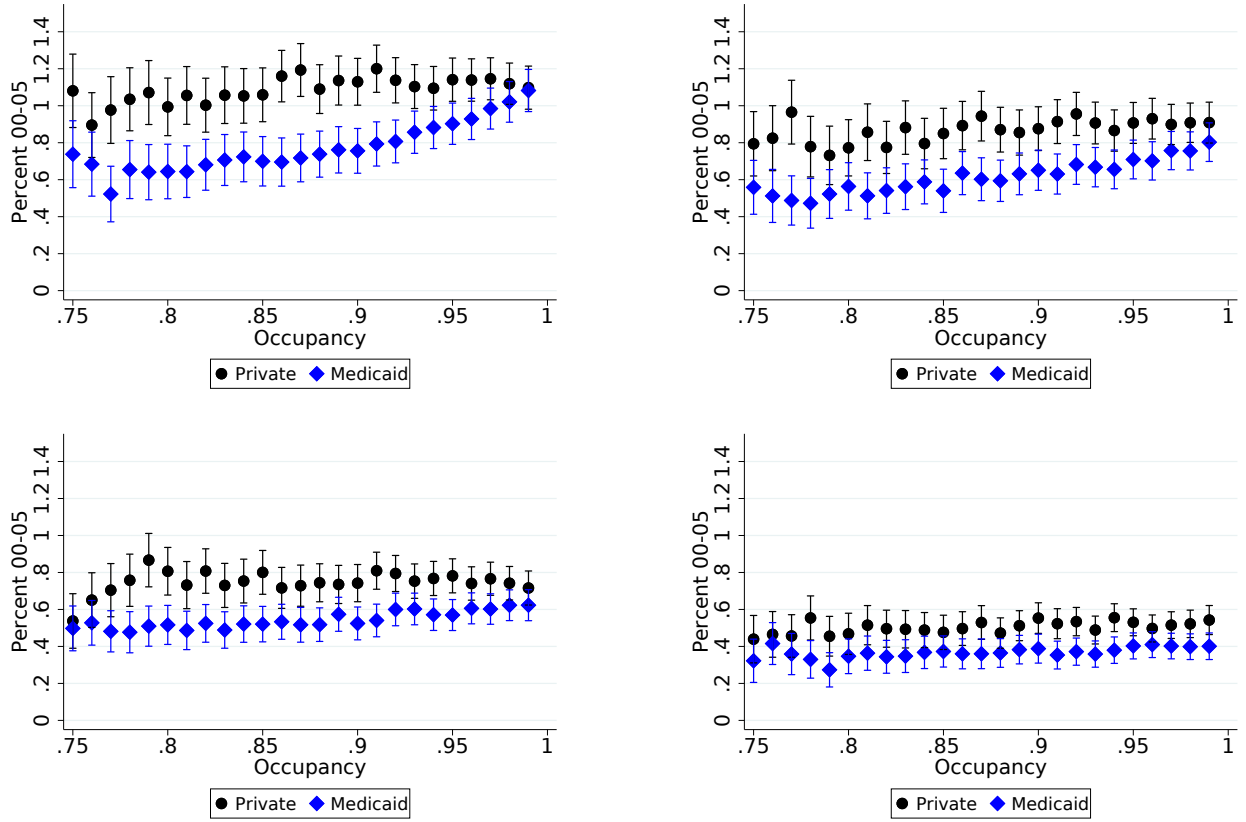 Percent 00-05
0 .2 .4 .6 .8 1 1.2 1.4
.75 .8 .85 .9 .95 1
Occupancy
Private Medicaid
Percent 00-05
0 .2 .4 .6 .8 1 1.2 1.4
.75 .8 .85 .9 .95 1
Occupancy
Private Medicaid
Percent 00-05
0 .2 .4 .6 .8 1 1.2 1.4
.75 .8 .85 .9 .95 1
Occupancy
Private Medicaid
Percent 00-05
0 .2 .4 .6 .8 1 1.2 1.4
.75 .8 .85 .9 .95 1
Occupancy
Private Medicaid